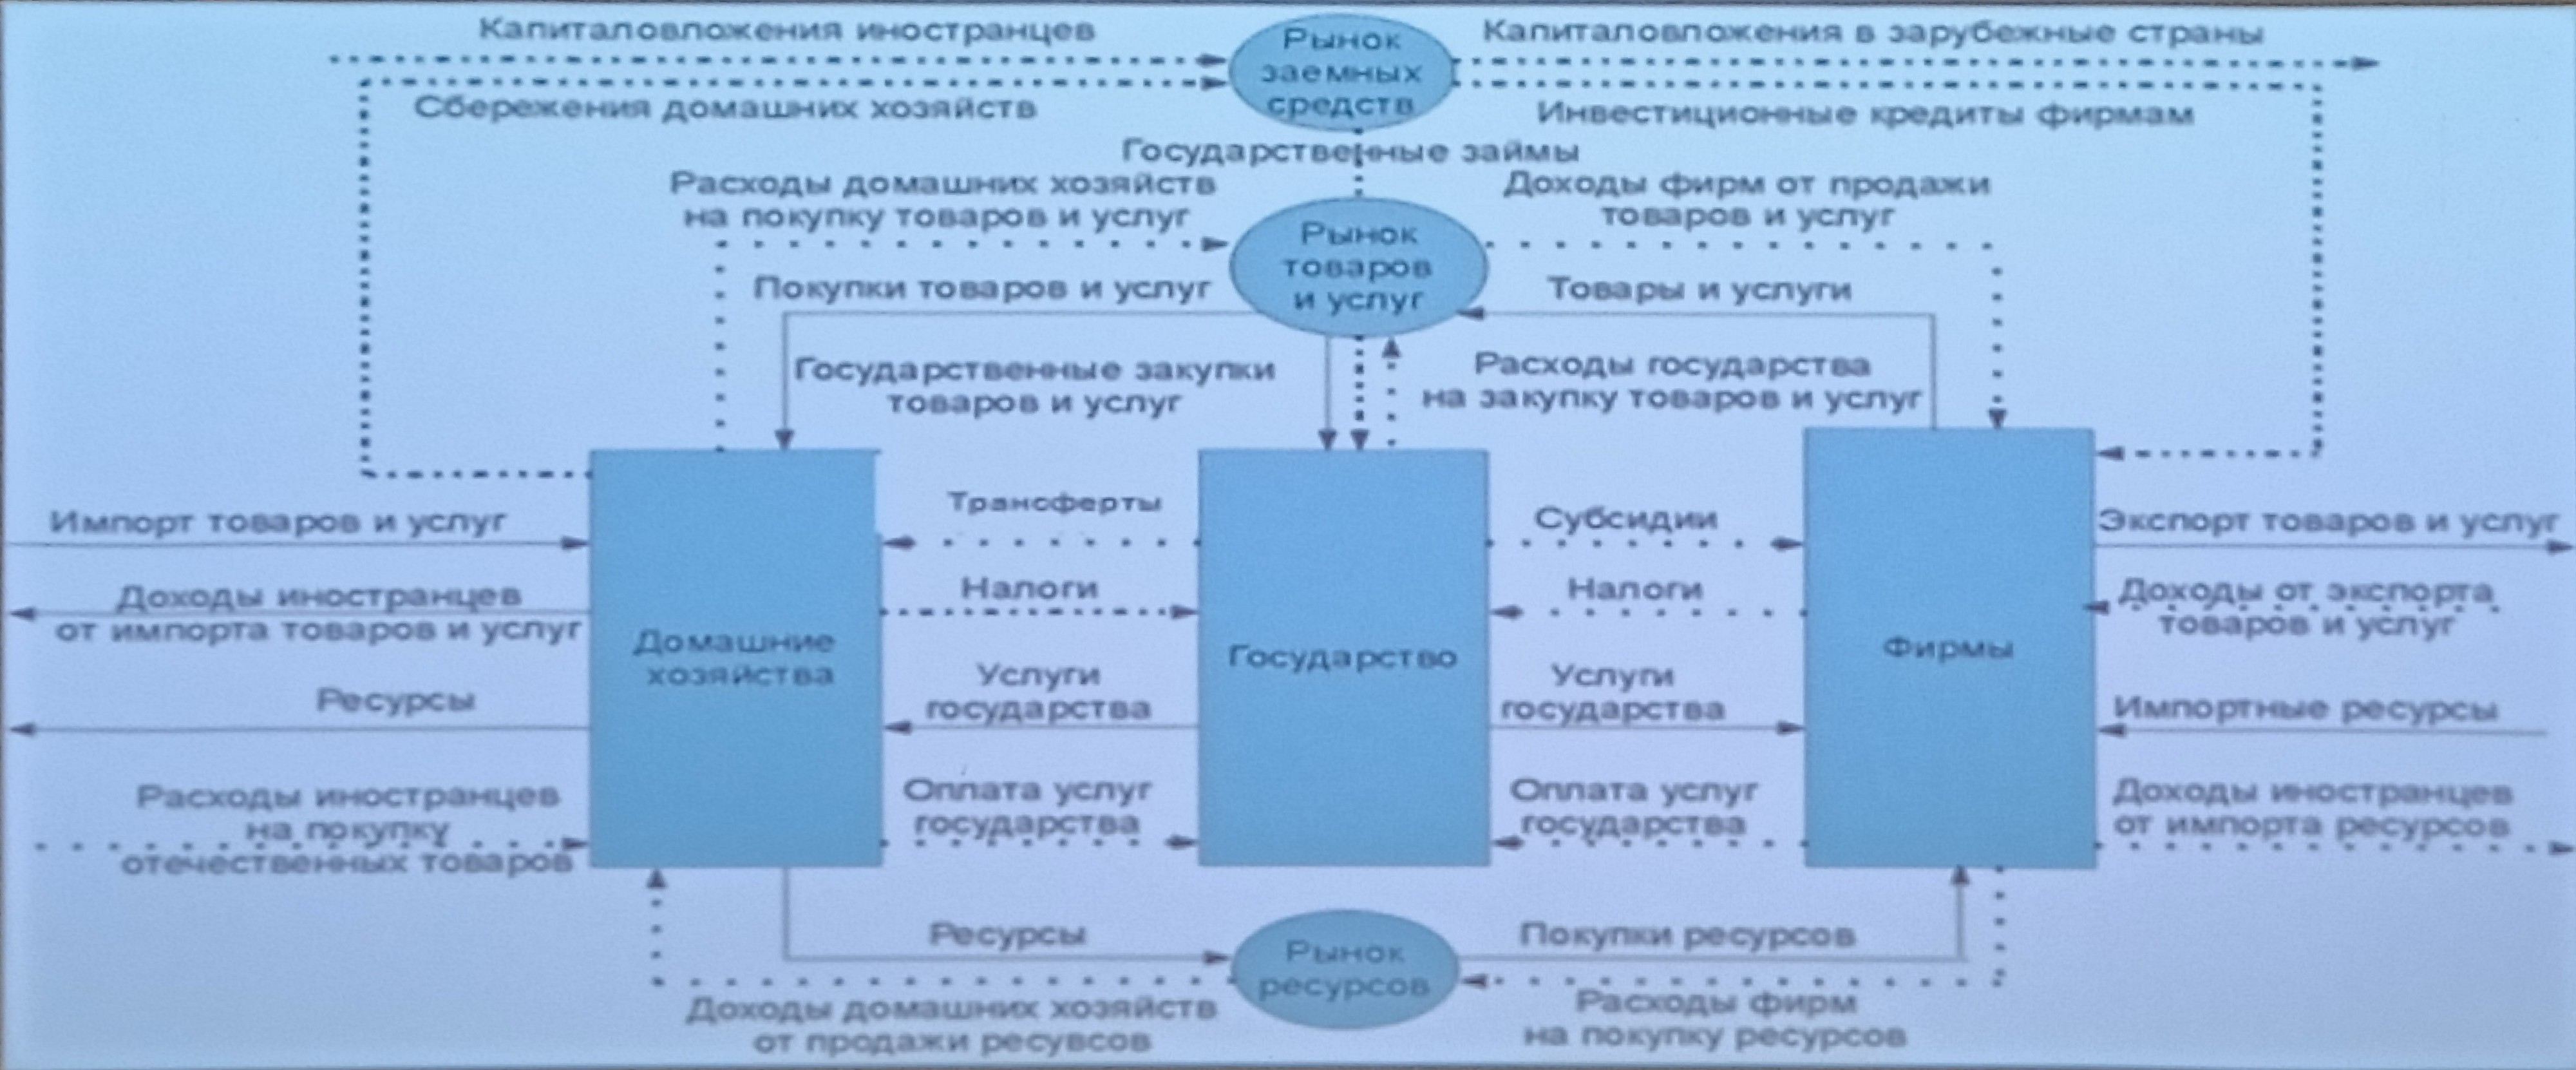 Капиталовложения иностранцев
Рынок
заемных
средств
Капиталовложения в зарубежные страны
Сбережения домашних хозяйств
Инвестиционные кредиты фирмам
Государственные займы
Расходы домашних хозяйств
на покупку товаров и услуг
Рынок
товаров
и услуг
Доходы фирм от продажи
товаров и услуг
Покупки товаров и услуг
Товары и услуги
Государственные закупки
товаров и услуг
Расходы государства
на закупку товаров и услуг
Импорт товаров и услуг
Трансферты
Субсидии
Экспорт товаров и услуг
Доходы иностранцев
от импорта товаров и услуг
Налоги
Налоги
Доходы от экспорта
товаров и услуг
Домашние
хозяйства
Государство
Фирмы
Ресурсы
Услуги
государства
Услуги
государства
Импортные ресурсы
Расходы иностранцев
на покупку
отечественных товаров
Оплата услуг
государства
Оплата услуг
государства
Доходы иностранцев
от импорта ресурсов
Ресурсы
Рынок
ресурсов
Покупки ресурсов
Доходы домашних хозяйств
от продажи ресувсов
Расходы фирм
на покупку ресурсов